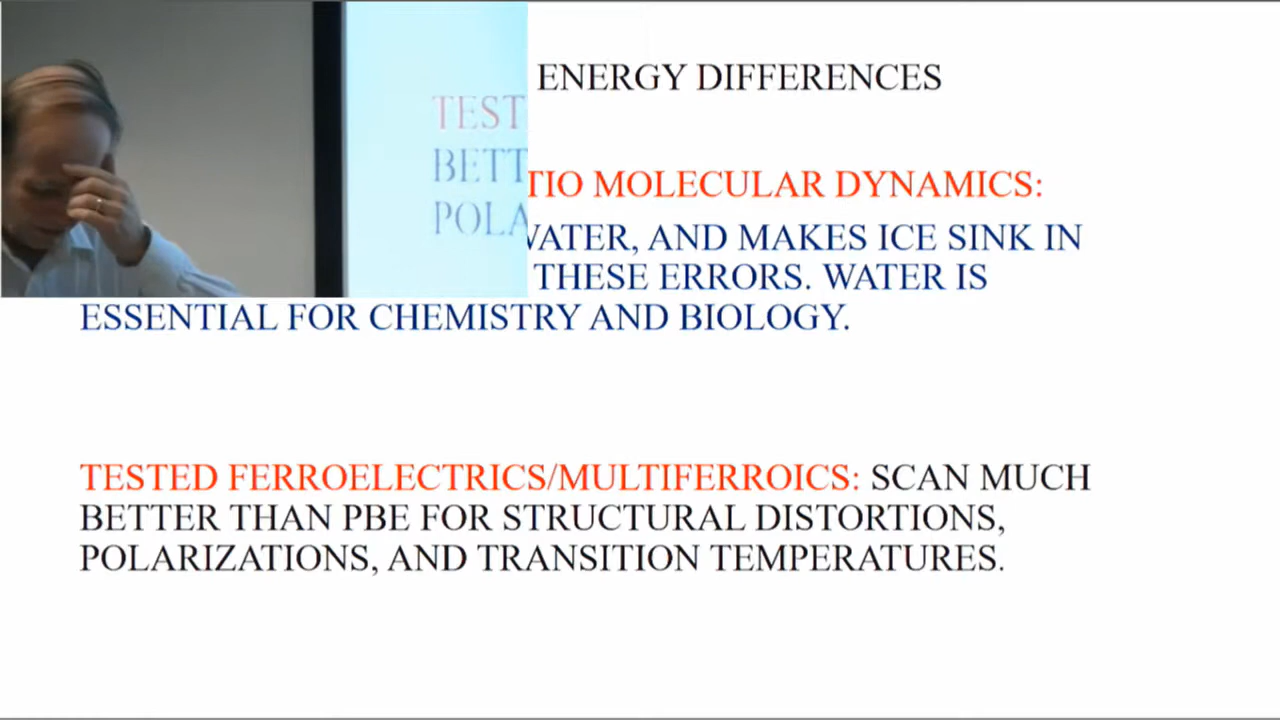 ENERGY DIFFERENCES
TIO MOLECULAR DYNAMICS:
WATER, AND MAKES ICE SINK IN
THESE ERRORS. WATER IS
ESSENTIAL FOR CHEMISTRY AND BIOLOGY.
TEST
BETT
POLA
TESTED FERROELECTRICS/MULTIFERROICS: SCAN MUCH
BETTER THAN PBE FOR STRUCTURAL DISTORTIONS,
POLARIZATIONS, AND TRANSITION TEMPERATURES.